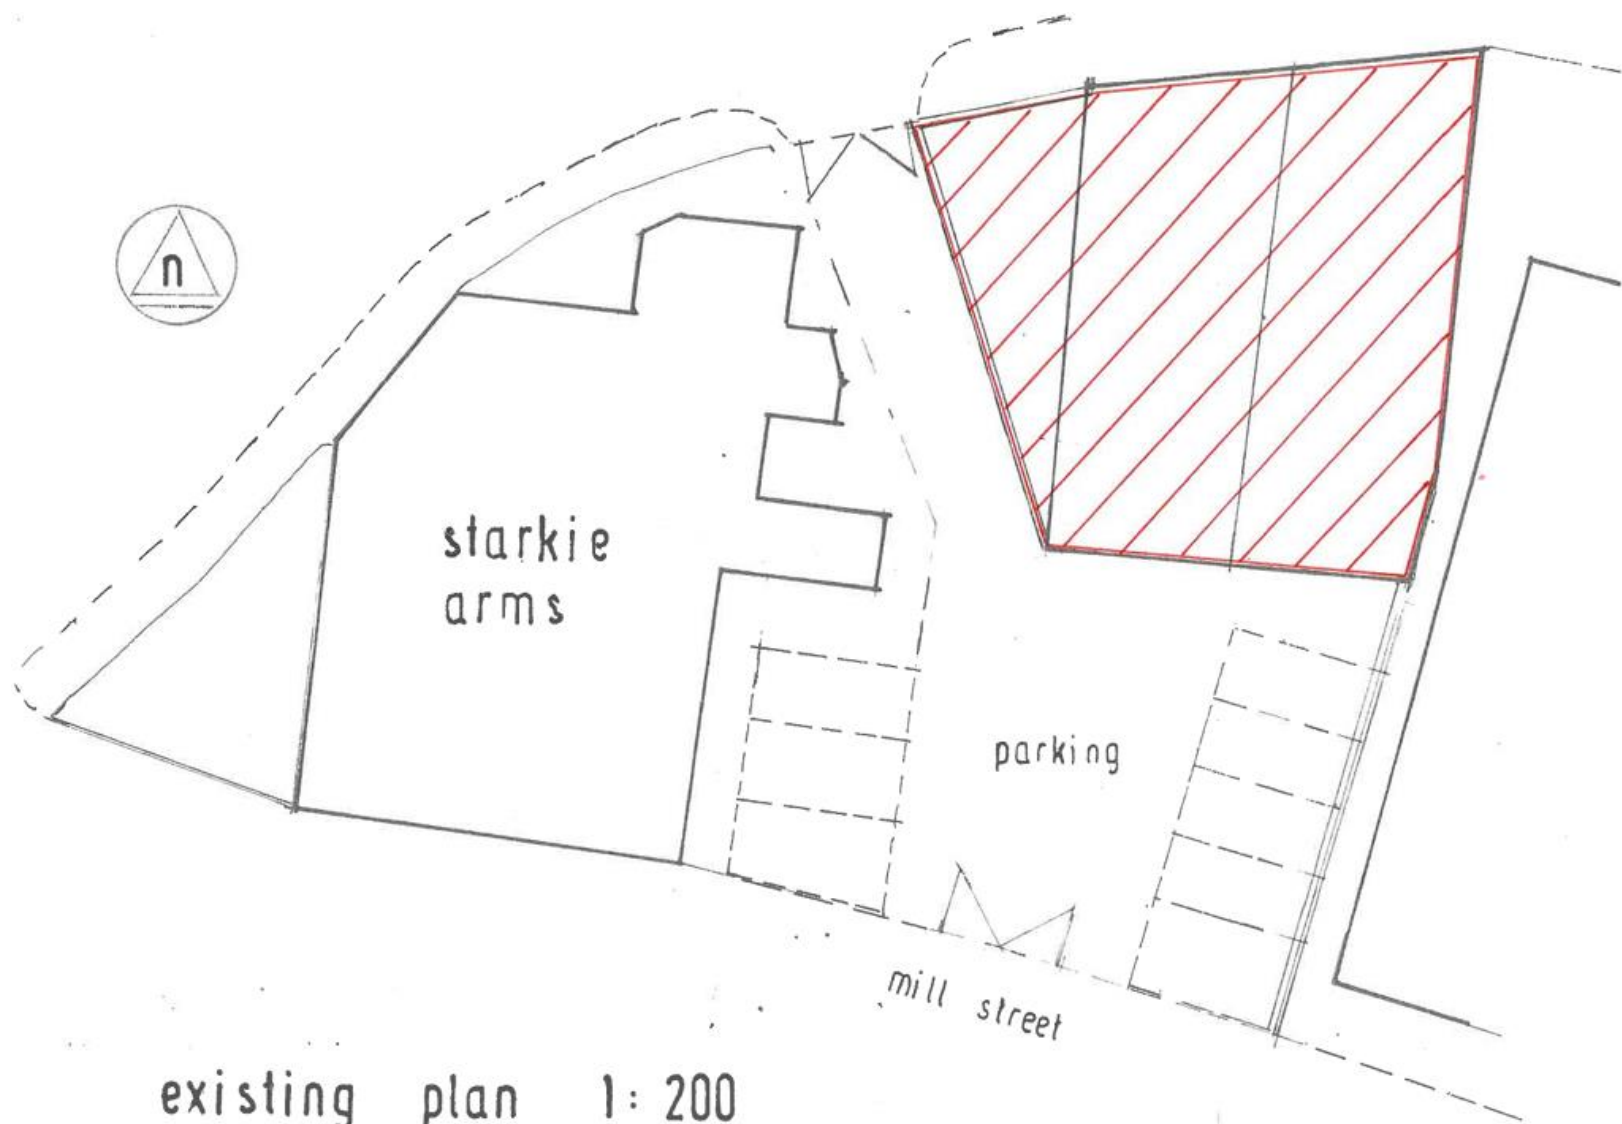 n
starkie
arms
parking
mill street
existing plan 1:200